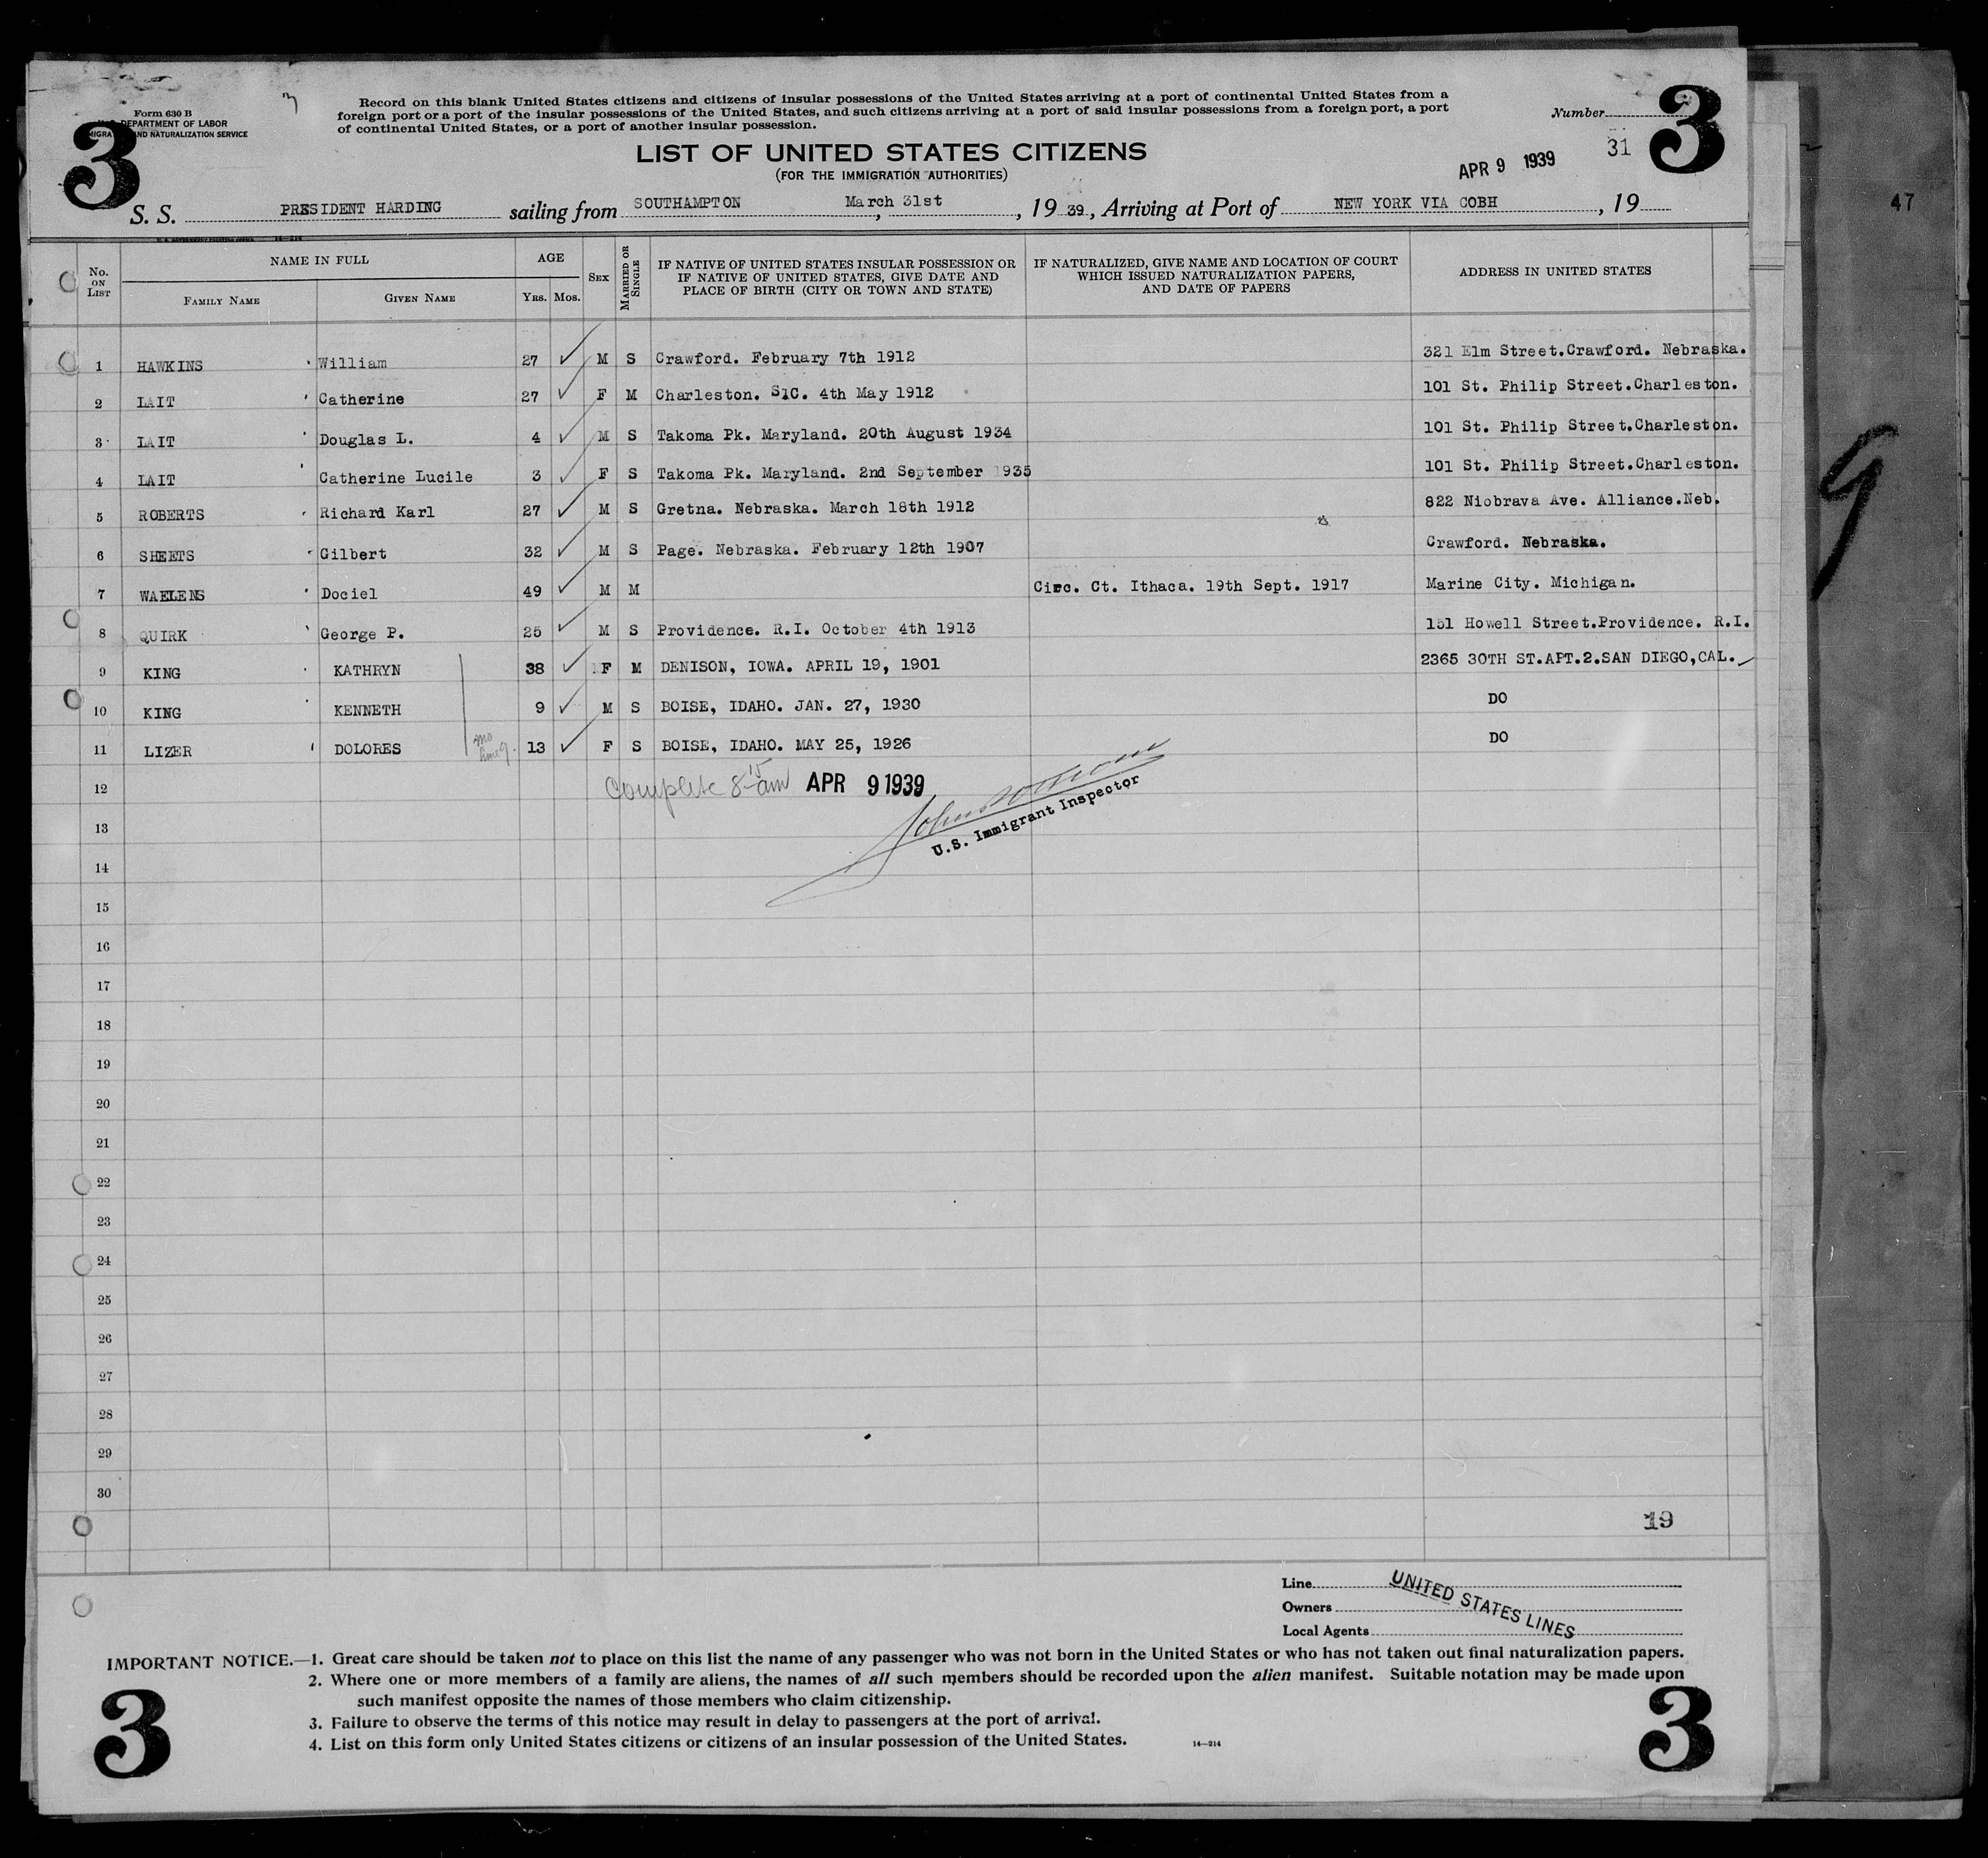 3
3
Form 630 B
DEPARTMENT OF LABOR
AND NATURALIZATION SERVICE
Record on this blank United States citizens and citizens of insular possessions of the United States arriving at a port of continental United States from a
foreign port or a port of the insular possessions of the United States, and such citizens arriving at a port of said insular possessions from a foreign port, a port
of continental United States, or a port of another insular possession.
Number
31
3
LIST OF UNITED STATES CITIZENS
(FOR THE IMMIGRATION AUTHORITIES)
APR 9 1939
S. S. PRESIDENT HARDING sailing from SOUTHAMPTON March 31st, 19 39, Arriving at Port of NEW YORK VIA COBH, 19
47
No. ON LIST
NAME IN FULL
FAMILY NAME
GIVEN NAME
AGE
YRS. MOS.
SEX
MARRIED OR SINGLE
IF NATIVE OF UNITED STATES INSULAR POSSESSION OR
IF NATIVE OF UNITED STATES, GIVE DATE AND
PLACE OF BIRTH (CITY OR TOWN AND STATE)
IF NATURALIZED, GIVE NAME AND LOCATION OF COURT
WHICH ISSUED NATURALIZATION PAPERS,
AND DATE OF PAPERS
ADDRESS IN UNITED STATES
1 HAWKINS William 27 M S Crawford. February 7th 1912 321 Elm Street.Crawford. Nebraska.
2 LAIT Catherine 27 F M Charleston. S.C. 4th May 1912 101 St. Philip Street.Charleston.
3 LAIT Douglas L. 4 M S Takoma Pk. Maryland. 20th August 1934 101 St. Philip Street.Charleston.
4 LAIT Catherine Lucile 3 F S Takoma Pk. Maryland. 2nd September 1935 101 St. Philip Street.Charleston.
5 ROBERTS Richard Karl 27 M S Gretna. Nebraska. March 18th 1912 822 Niobrava Ave. Alliance.Neb.
6 SHEETS Gilbert 32 M S Page. Nebraska. February 12th 1907 Crawford. Nebraska.
7 WAELENS Dociel 49 M M Circ. Ct. Ithaca. 19th Sept. 1917 Marine City. Michigan.
8 QUIRK George P. 25 M S Providence. R.I. October 4th 1913 151 Howell Street.Providence. R.I.
9 KING KATHRYN 38 F M DENISON, IOWA. APRIL 19, 1901 2365 30TH ST.APT.2.SAN DIEGO,CAL.
10 KING KENNETH 9 M S BOISE, IDAHO. JAN. 27, 1930 DO
11 LIZER DOLORES 13 F S BOISE, IDAHO. MAY 25, 1926 DO
12 Complete 8 15 am APR 9 1939
U.S. Immigrant Inspector
13
14
15
16
17
18
19
20
21
22
23
24
25
26
27
28
29
30
19
9
Line
Owners
Local Agents
UNITED STATES LINES
IMPORTANT NOTICE.—1. Great care should be taken not to place on this list the name of any passenger who was not born in the United States or who has not taken out final naturalization papers.
2. Where one or more members of a family are aliens, the names of all such members should be recorded upon the alien manifest. Suitable notation may be made upon
such manifest opposite the names of those members who claim citizenship.
3. Failure to observe the terms of this notice may result in delay to passengers at the port of arrival.
4. List on this form only United States citizens or citizens of an insular possession of the United States.
14—214
3
3